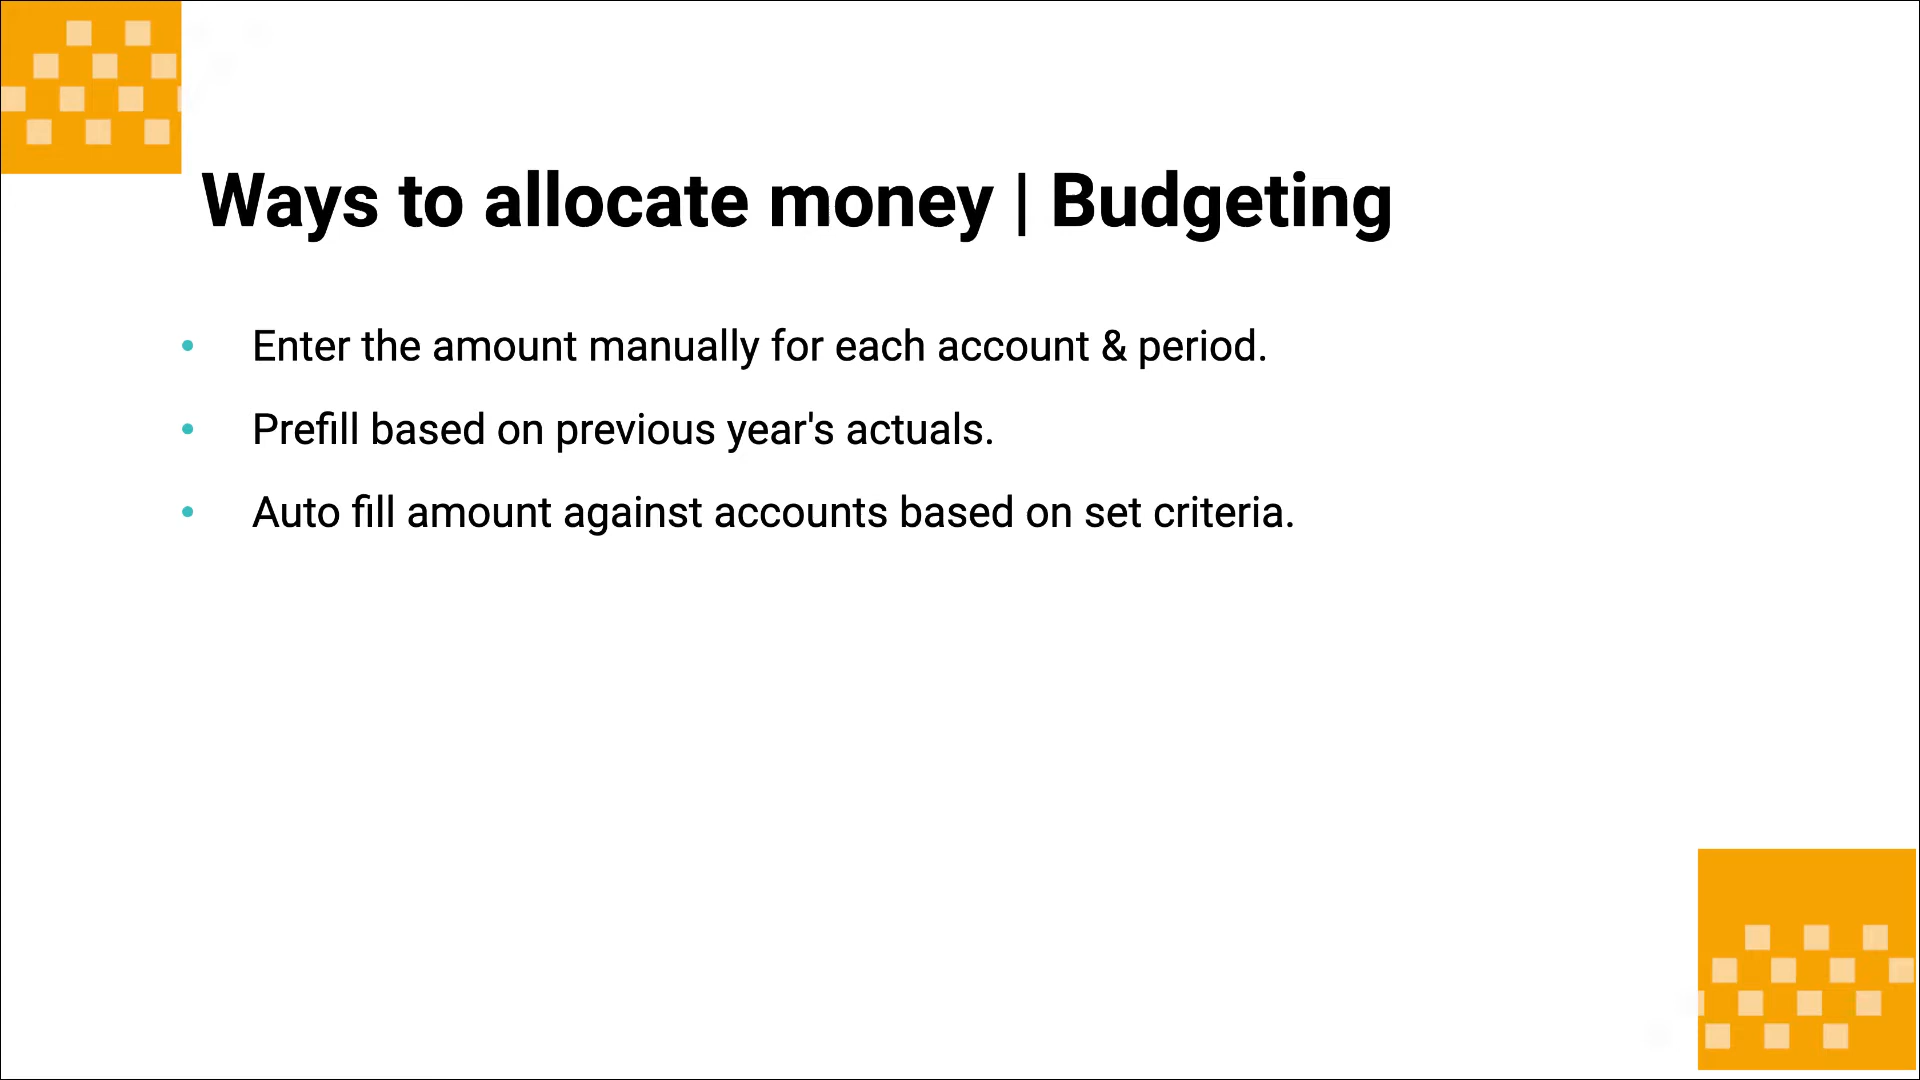 Ways to allocate money | Budgeting
• Enter the amount manually for each account & period.
• Prefill based on previous year's actuals.
• Auto fill amount against accounts based on set criteria.